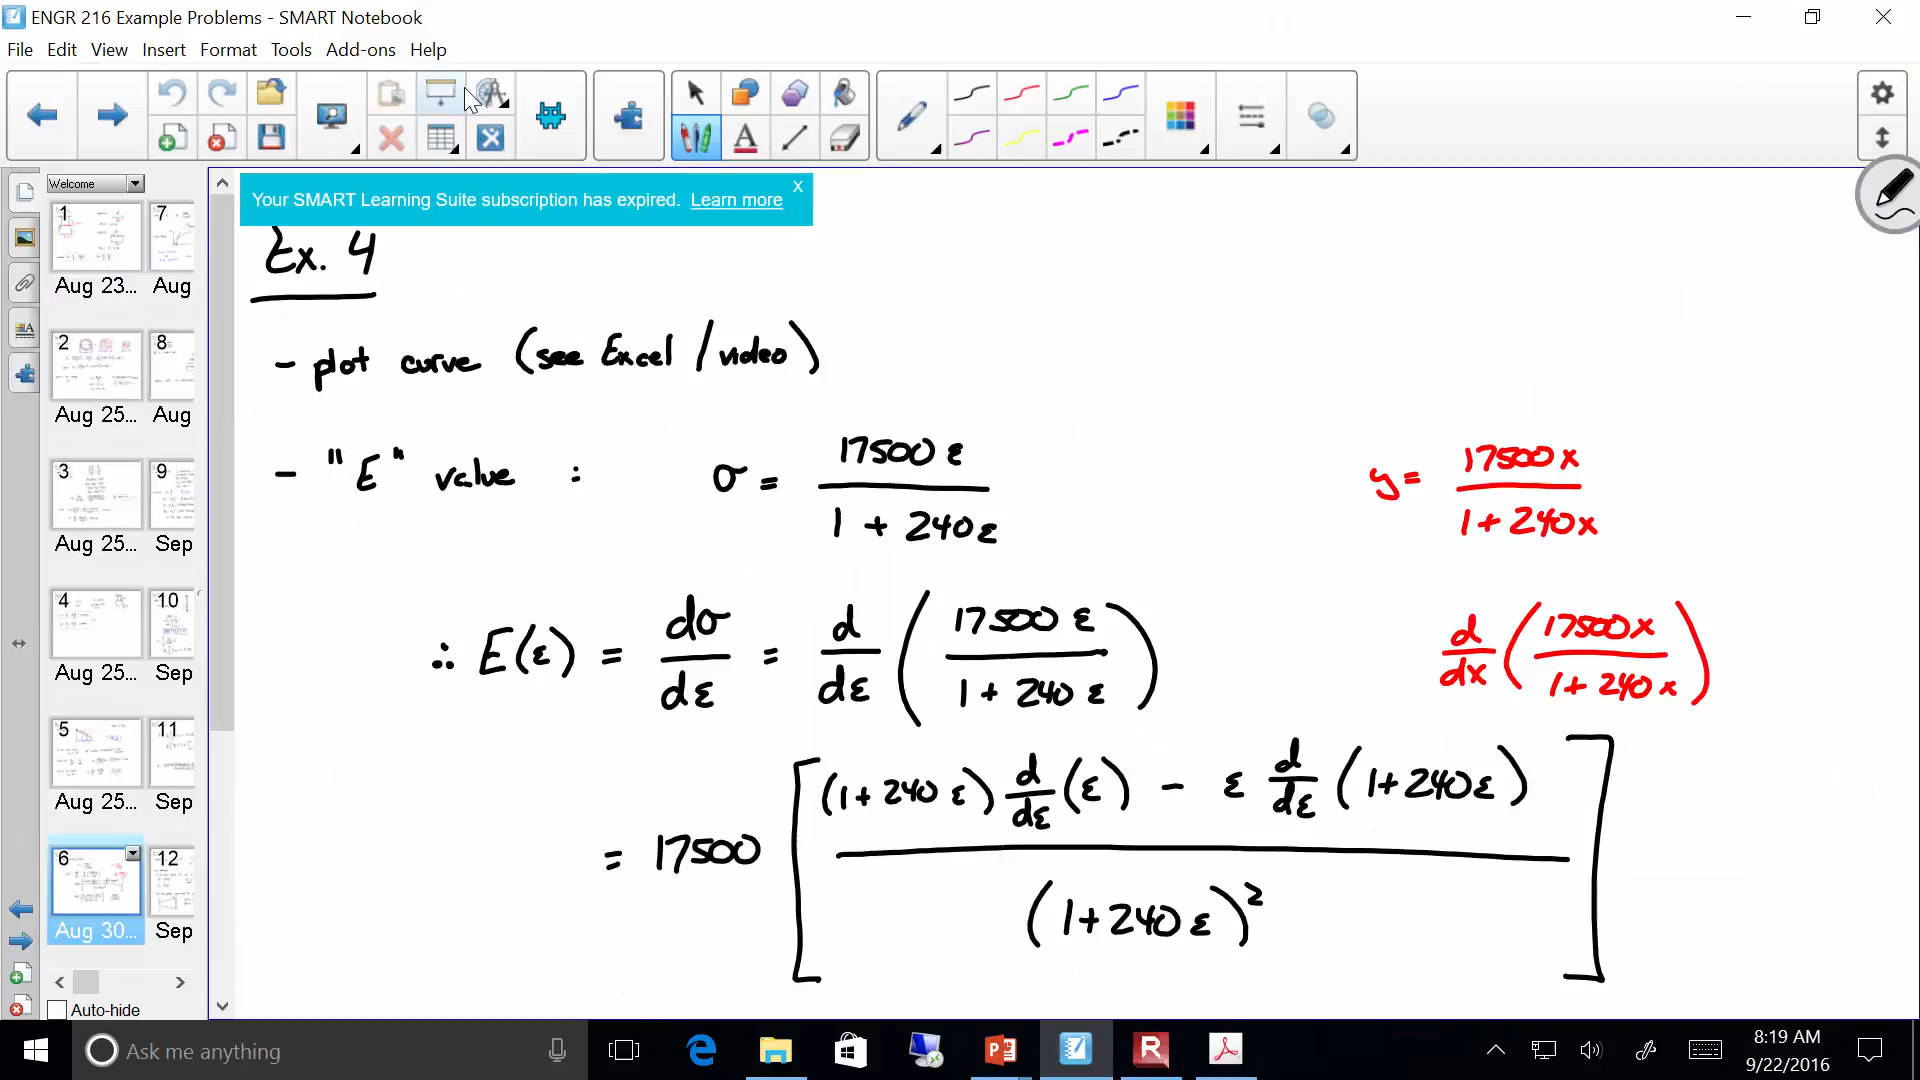 ENGR 216 Example Problems - SMART Notebook
File Edit View Insert Format Tools Add-ons Help
Welcome
Your SMART Learning Suite subscription has expired. Learn more X
1 Aug 23...
7 Aug
2 Aug 25...
8 Aug
3 Aug 25...
9 Sep
4 Aug 25...
10 Sep
5 Aug 25...
11 Sep
6 Aug 30...
12 Sep
Auto-hide
Ex. 4
- plot curve (see Excel / video)
- "E" value : σ = 17500 ε / 1 + 240 ε
y = 17500x / 1 + 240x
∴ E(ε) = dσ/dε = d/dε ( 17500 ε / 1 + 240 ε )
d/dx ( 17500x / 1 + 240x )
= 17500 [ (1 + 240 ε) d/dε (ε) - ε d/dε (1 + 240 ε) / (1 + 240 ε)² ]
Ask me anything
8:19 AM
9/22/2016